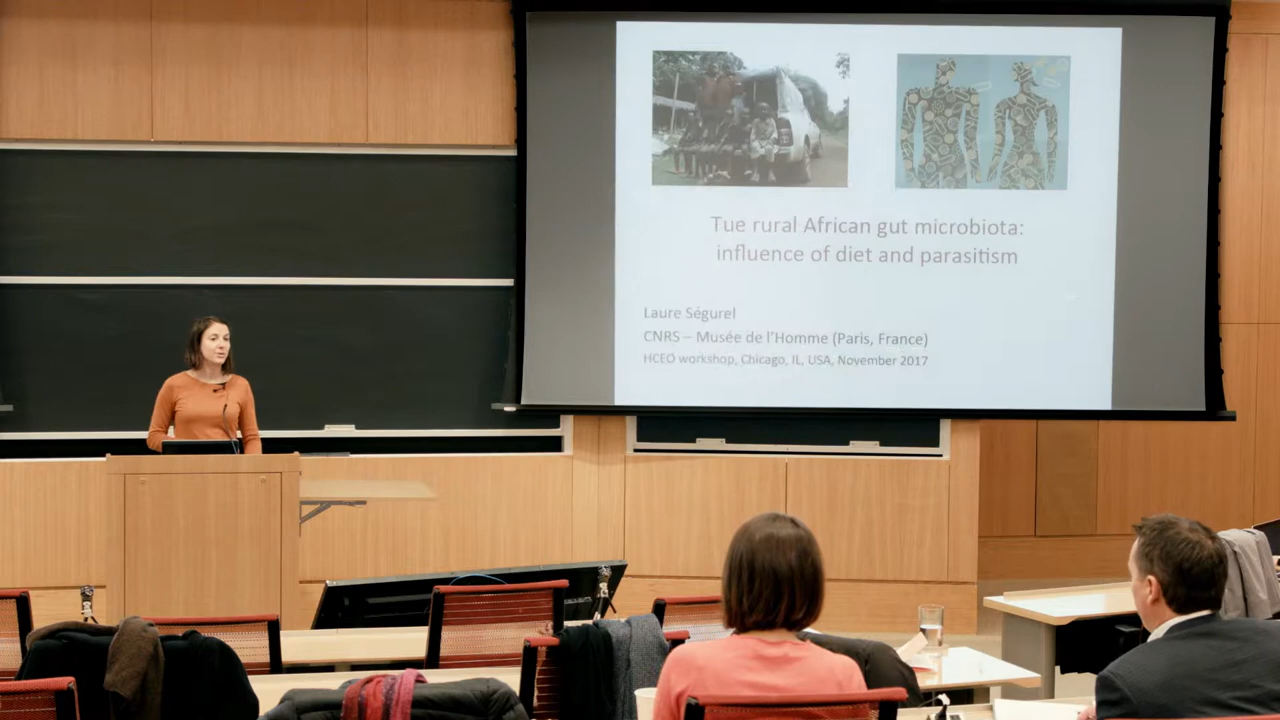 Tue rural African gut microbiota:
influence of diet and parasitism
Laure Ségurel
CNRS – Musée de l'Homme (Paris, France)
HCEO workshop, Chicago, IL, USA, November 2017